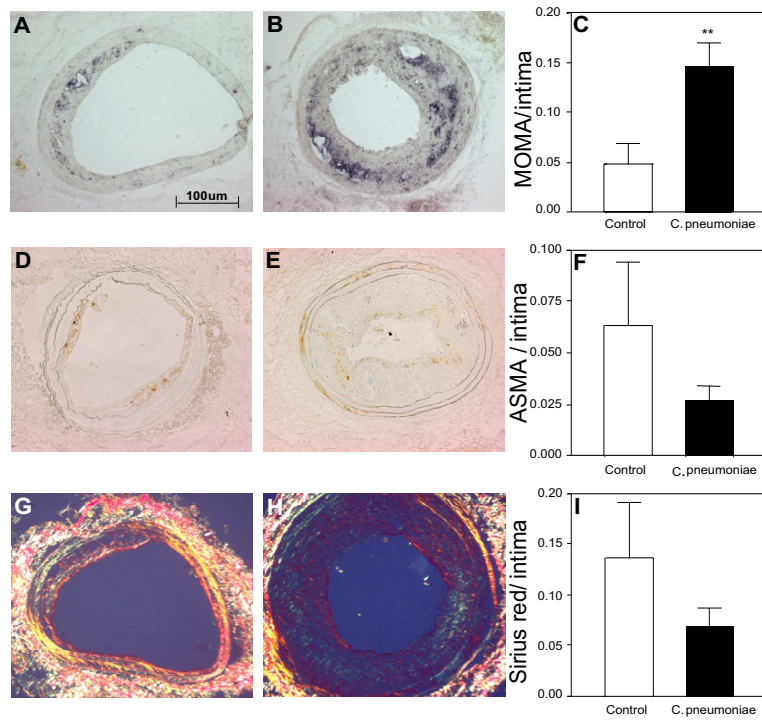 A
100um
B
C
MOMA/intima
0.20
0.15
0.10
0.05
0.00
**
Control
C. pneumoniae
D
E
F
ASMA / intima
0.100
0.075
0.050
0.025
0.000
Control
C. pneumoniae
G
H
I
Sirius red/ intima
0.20
0.15
0.10
0.05
0.00
Control
C. pneumoniae